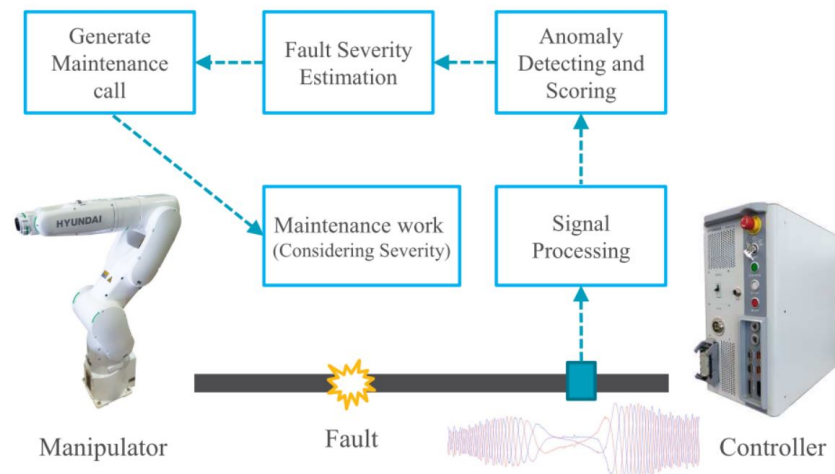 Generate
Maintenance
call
Fault Severity
Estimation
Anomaly
Detecting and
Scoring
HYUNDAI
Maintenance work
(Considering Severity)
Signal
Processing
Manipulator
Fault
Controller